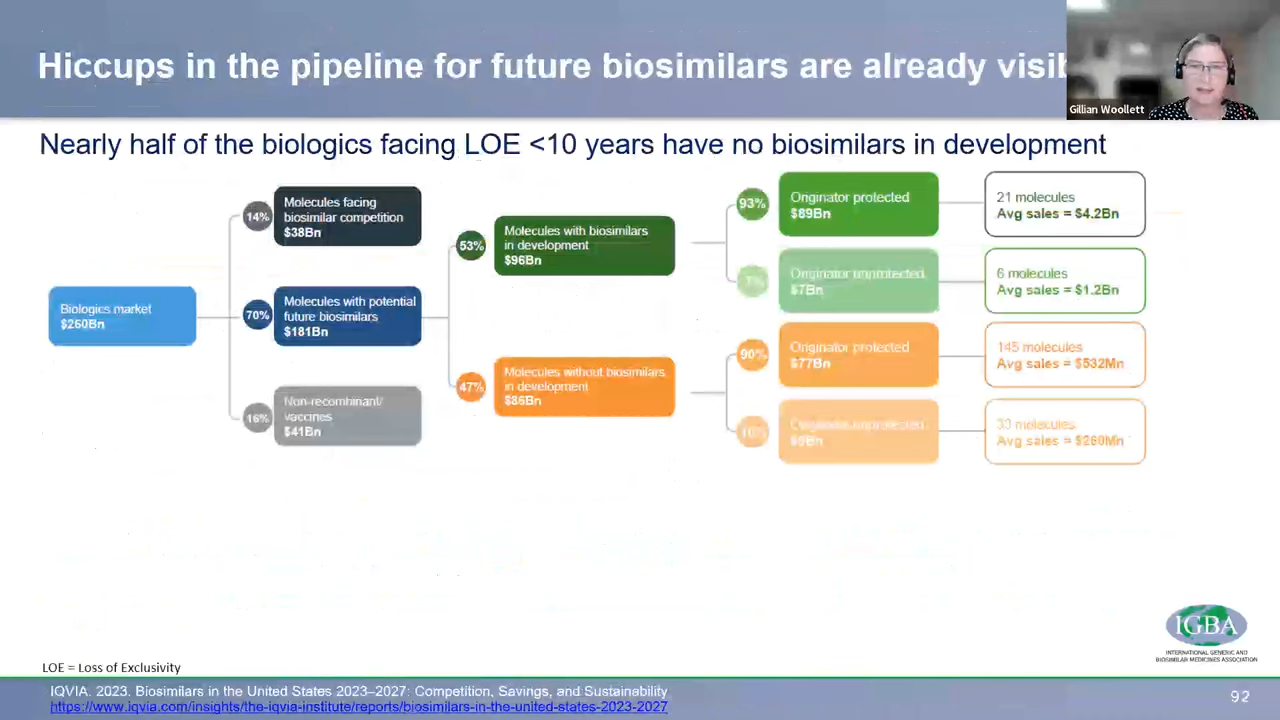 Hiccups in the pipeline for future biosimilars are already visib
Gillian Woollett
Nearly half of the biologics facing LOE <10 years have no biosimilars in development
Biologics market
$260Bn
14%
Molecules facing
biosimilar competition
$38Bn
70%
Molecules with potential
future biosimilars
$181Bn
16%
Non-recombinant/
vaccines
$41Bn
53%
Molecules with biosimilars
in development
$96Bn
47%
Molecules without biosimilars
in development
$86Bn
93%
Originator protected
$89Bn
21 molecules
Avg sales = $4.2Bn
7%
Originator unprotected
$7Bn
6 molecules
Avg sales = $1.2Bn
90%
Originator protected
$77Bn
145 molecules
Avg sales = $532Mn
10%
Originator unprotected
33 molecules
Avg sales = $260Mn
IGBA
INTERNATIONAL GENERIC AND
BIOSIMILAR MEDICINES ASSOCIATION
LOE = Loss of Exclusivity
IQVIA. 2023. Biosimilars in the United States 2023–2027: Competition, Savings, and Sustainability
https://www.iqvia.com/insights/the-iqvia-institute/reports/biosimilars-in-the-united-states-2023-2027
92